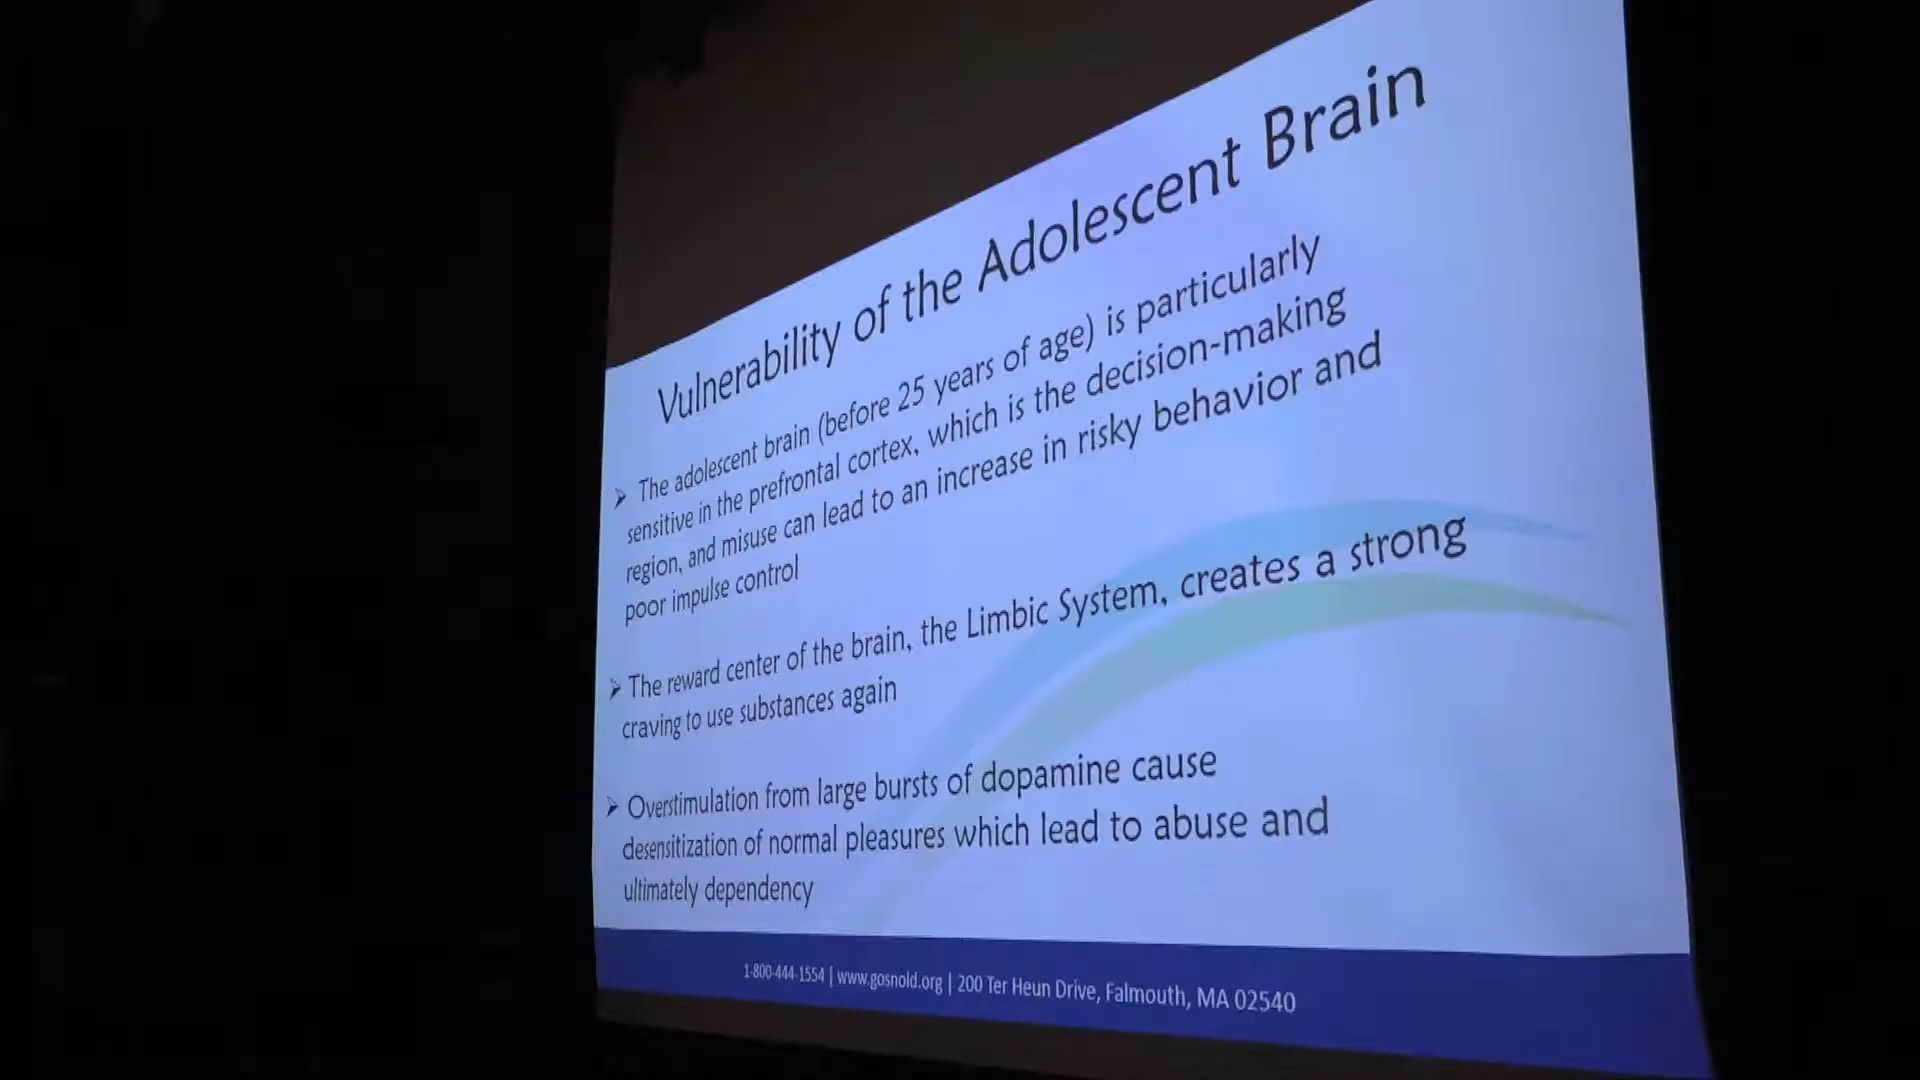 Vulnerability of the Adolescent Brain
➢ The adolescent brain (before 25 years of age) is particularly
sensitive in the prefrontal cortex, which is the decision-making
region, and misuse can lead to an increase in risky behavior and
poor impulse control
➢ The reward center of the brain, the Limbic System, creates a strong
craving to use substances again
➢ Overstimulation from large bursts of dopamine cause
desensitization of normal pleasures which lead to abuse and
ultimately dependency
1-800-444-1554 | www.gosnold.org | 200 Ter Heun Drive, Falmouth, MA 02540